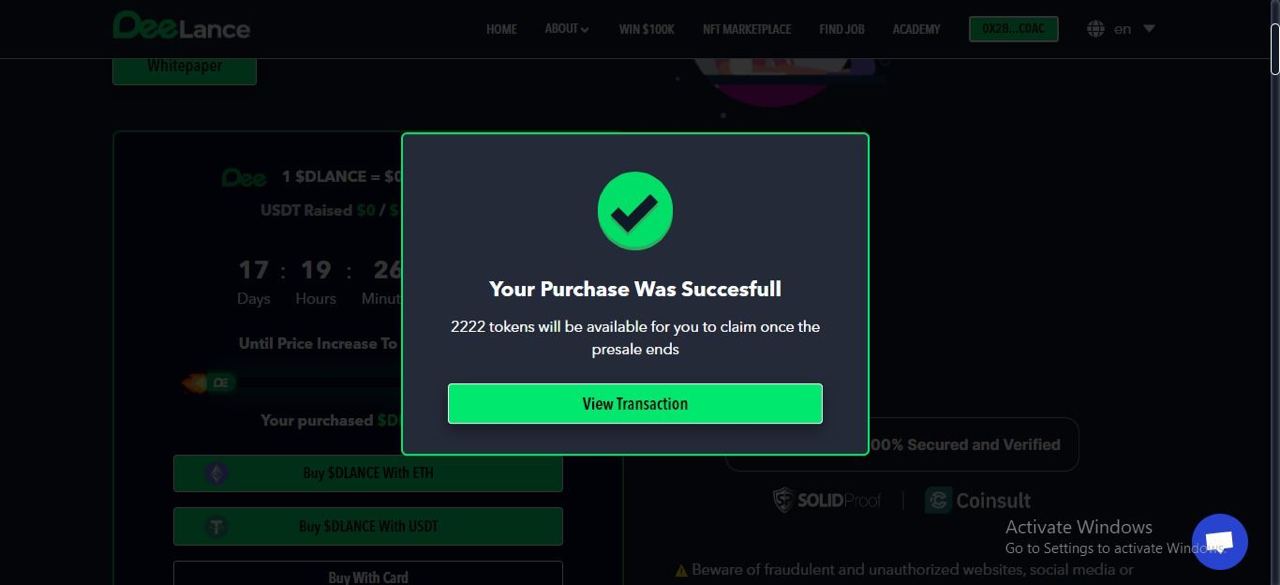 DeeLance
HOME ABOUT WIN $100K NFT MARKETPLACE FIND JOB ACADEMY 0X2B...C0AC en
Whitepaper
Dee 1 $DLANCE = $0
USDT Raised $0 / $
17 : 19 : 26
Days Hours Minut
Until Price Increase To
DE
Your purchased $D
Buy $DLANCE With ETH
Buy $DLANCE With USDT
Buy With Card
Your Purchase Was Succesfull
2222 tokens will be available for you to claim once the
presale ends
View Transaction
00% Secured and Verified
SOLIDProof | Coinsult
Activate Windows
Go to Settings to activate Windows.
Beware of fraudulent and unauthorized websites, social media or